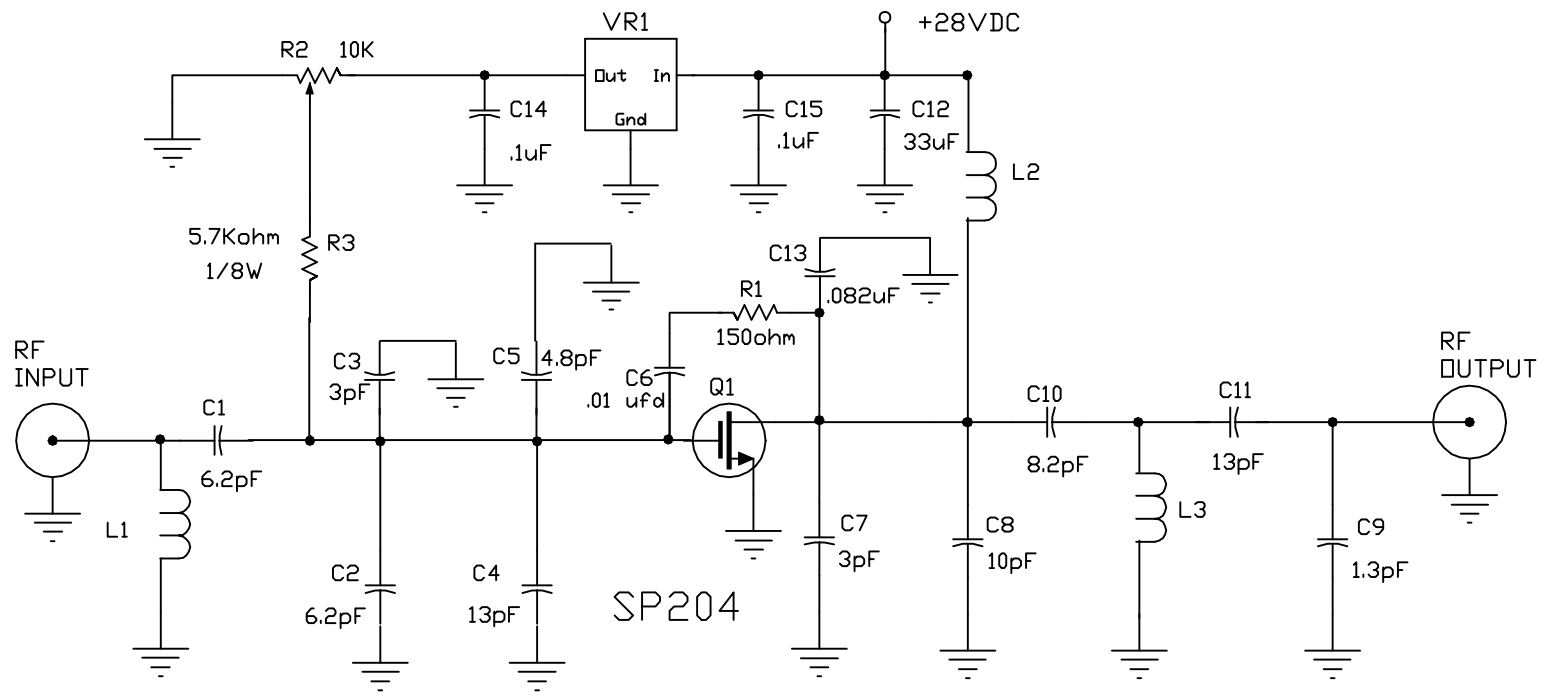 VR1
+28VDC
R2 10K
Out In
Gnd
C14
.1uF
C15
.1uF
C12
33uF
L2
5.7Kohm
1/8W
R3
C13
.082uF
R1
150ohm
RF
INPUT
C3
3pF
C5 4.8pF
C6
.01 ufd
Q1
RF
OUTPUT
C1
6.2pF
C10
8.2pF
C11
13pF
L1
C7
3pF
C8
10pF
L3
C9
1.3pF
C2
6.2pF
C4
13pF
SP204